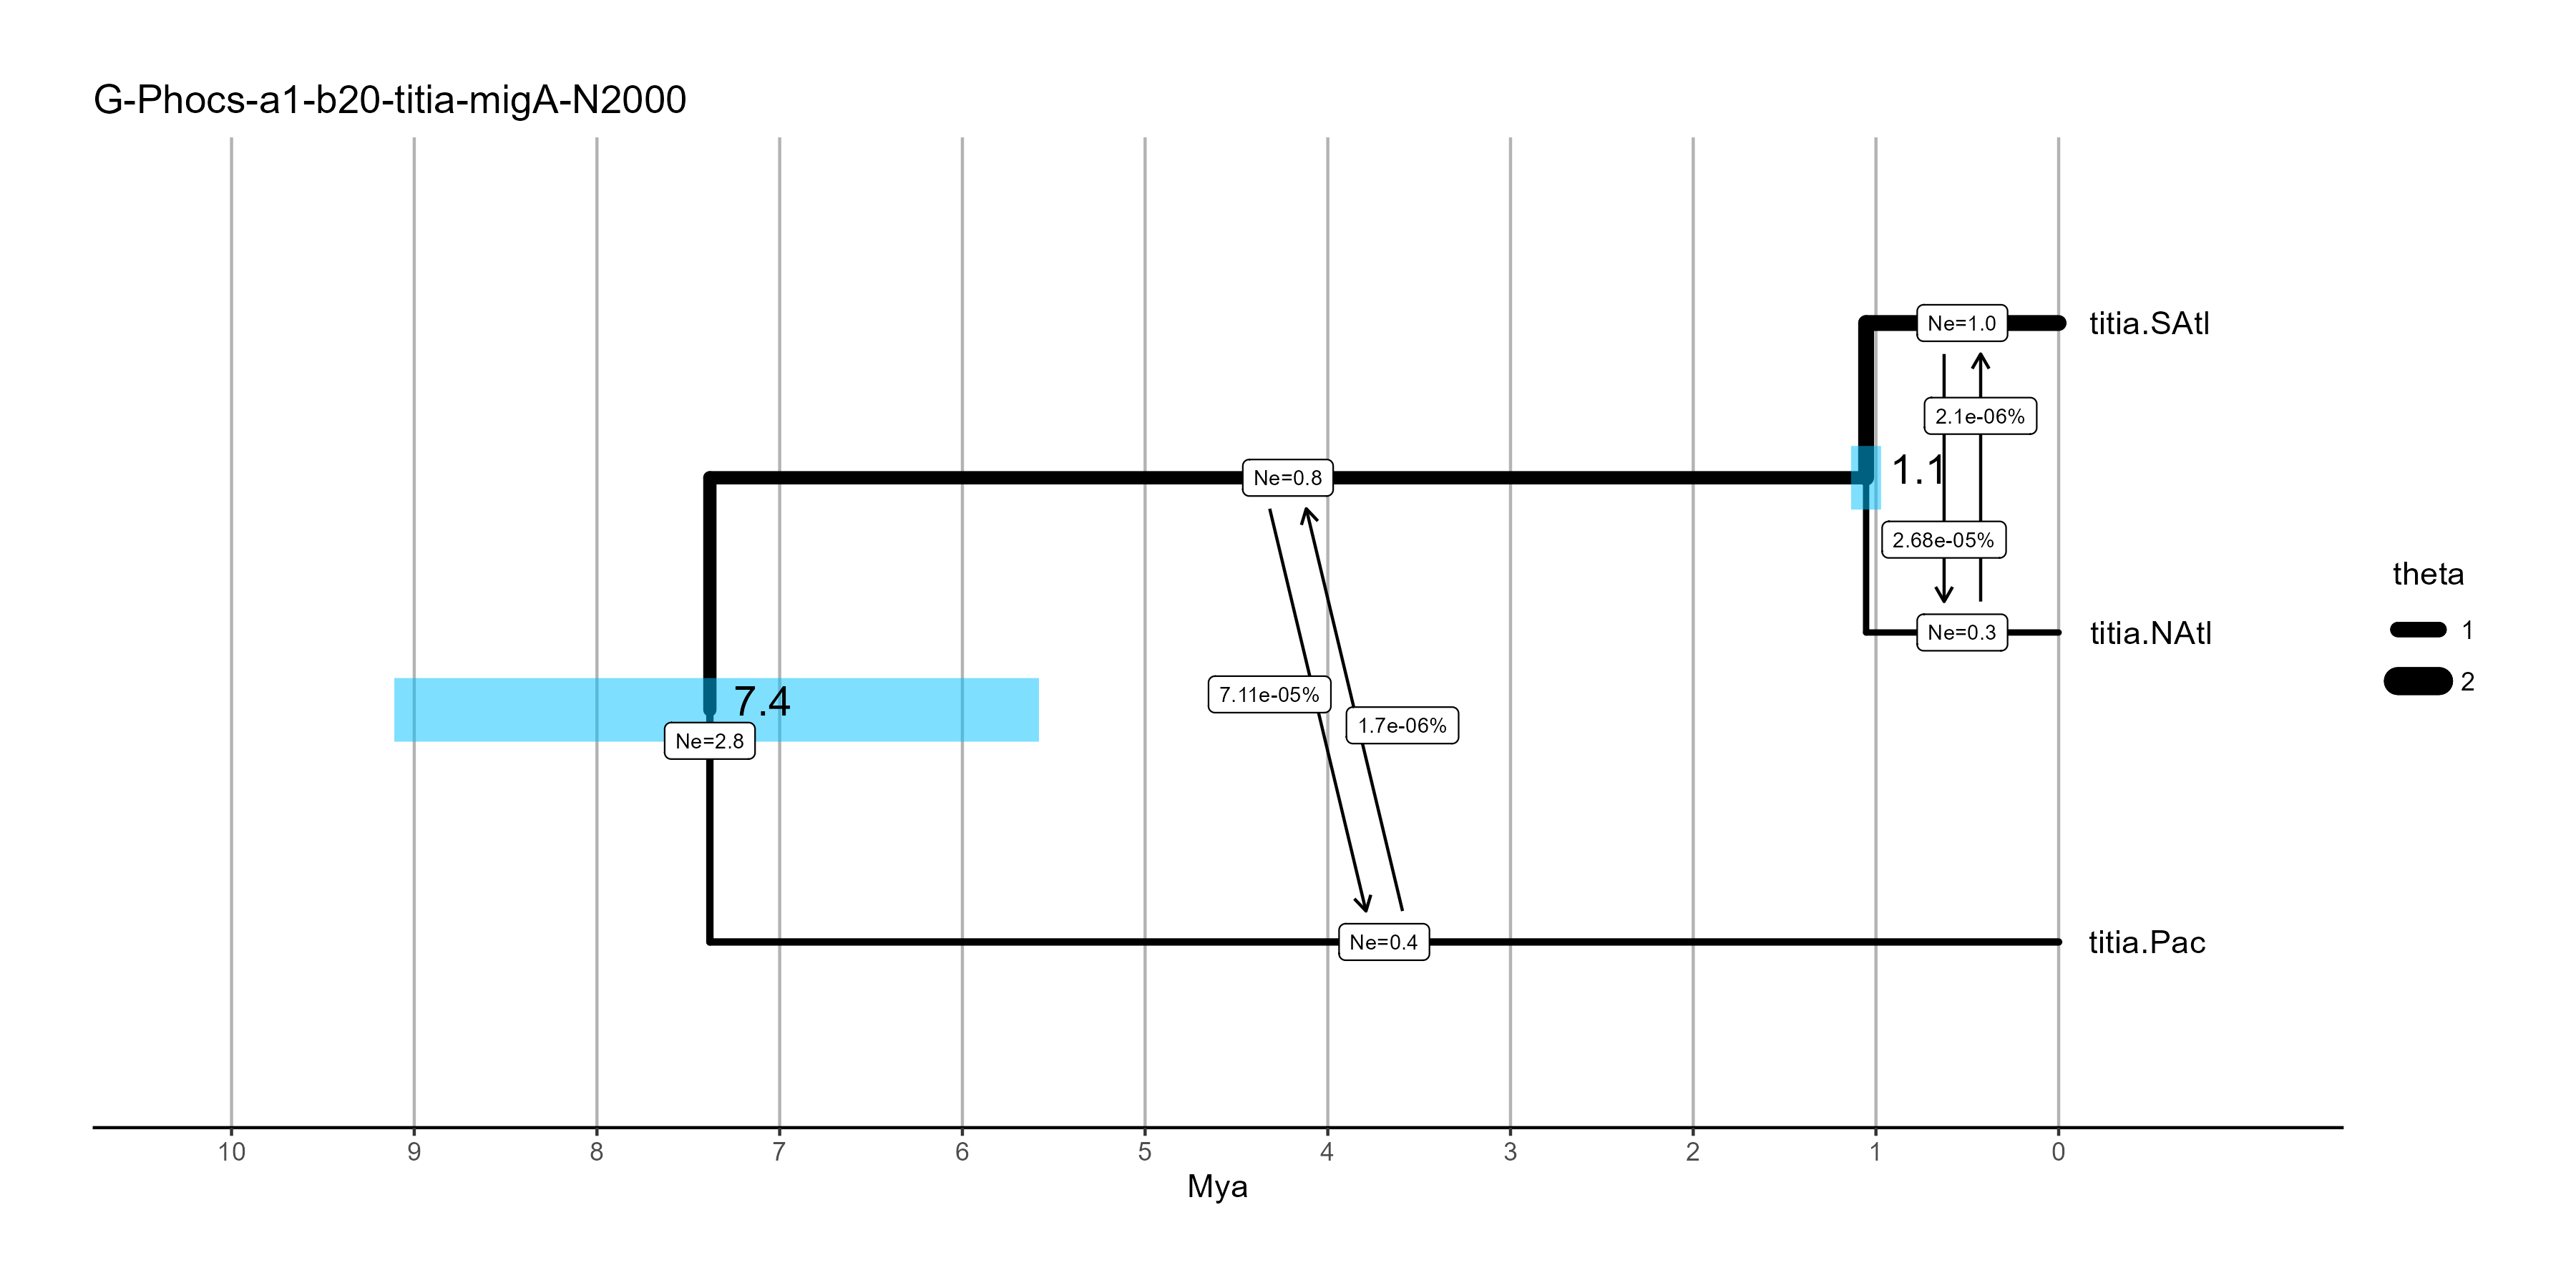 G-Phocs-a1-b20-titia-migA-N2000
Ne=1.0
titia.SAtl
2.1e-06%
1.1
Ne=0.8
2.68e-05%
theta
1
2
Ne=0.3
titia.NAtl
7.4
7.11e-05%
1.7e-06%
Ne=2.8
Ne=0.4
titia.Pac
10 9 8 7 6 5 4 3 2 1 0
Mya